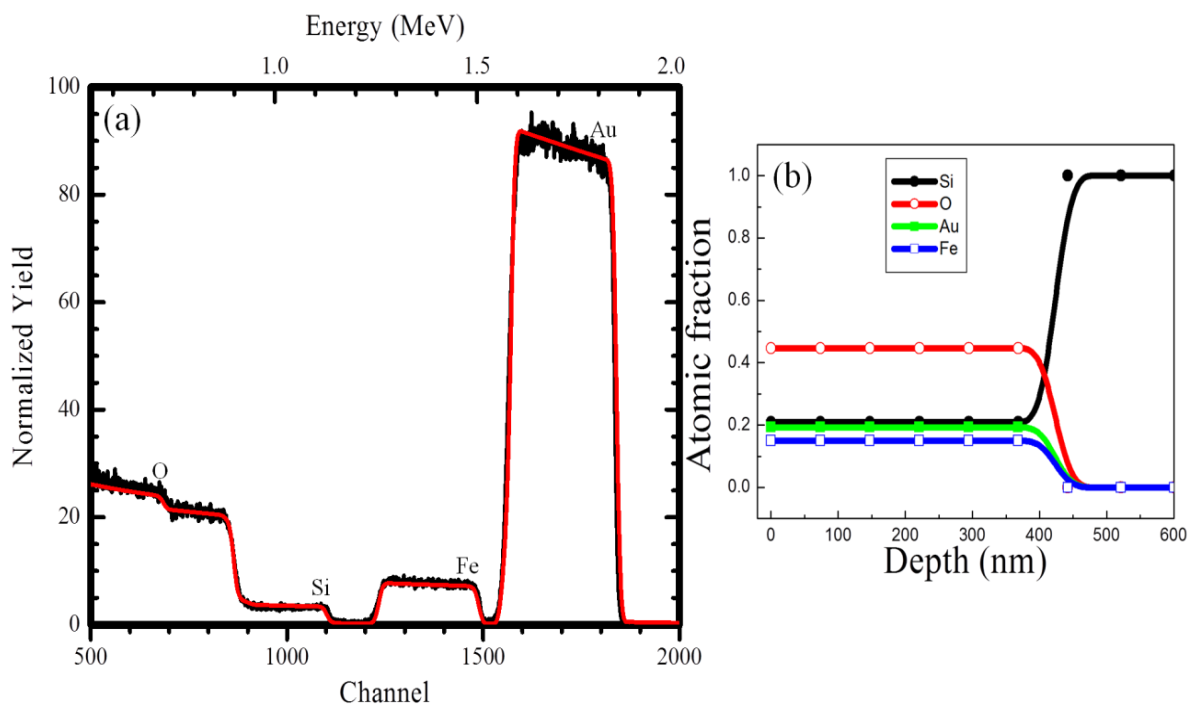 Energy (MeV)
1.0 1.5 2.0
(a)
100
80
60
40
20
0
Normalized Yield
O
Si
Fe
Au
500 1000 1500 2000
Channel
(b)
Si
O
Au
Fe
1.0
0.8
0.6
0.4
0.2
0.0
Atomic fraction
0 100 200 300 400 500 600
Depth (nm)